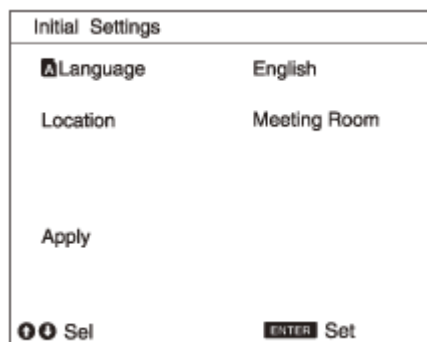 Initial Settings
A Language English
Location Meeting Room
Apply
Sel ENTER Set